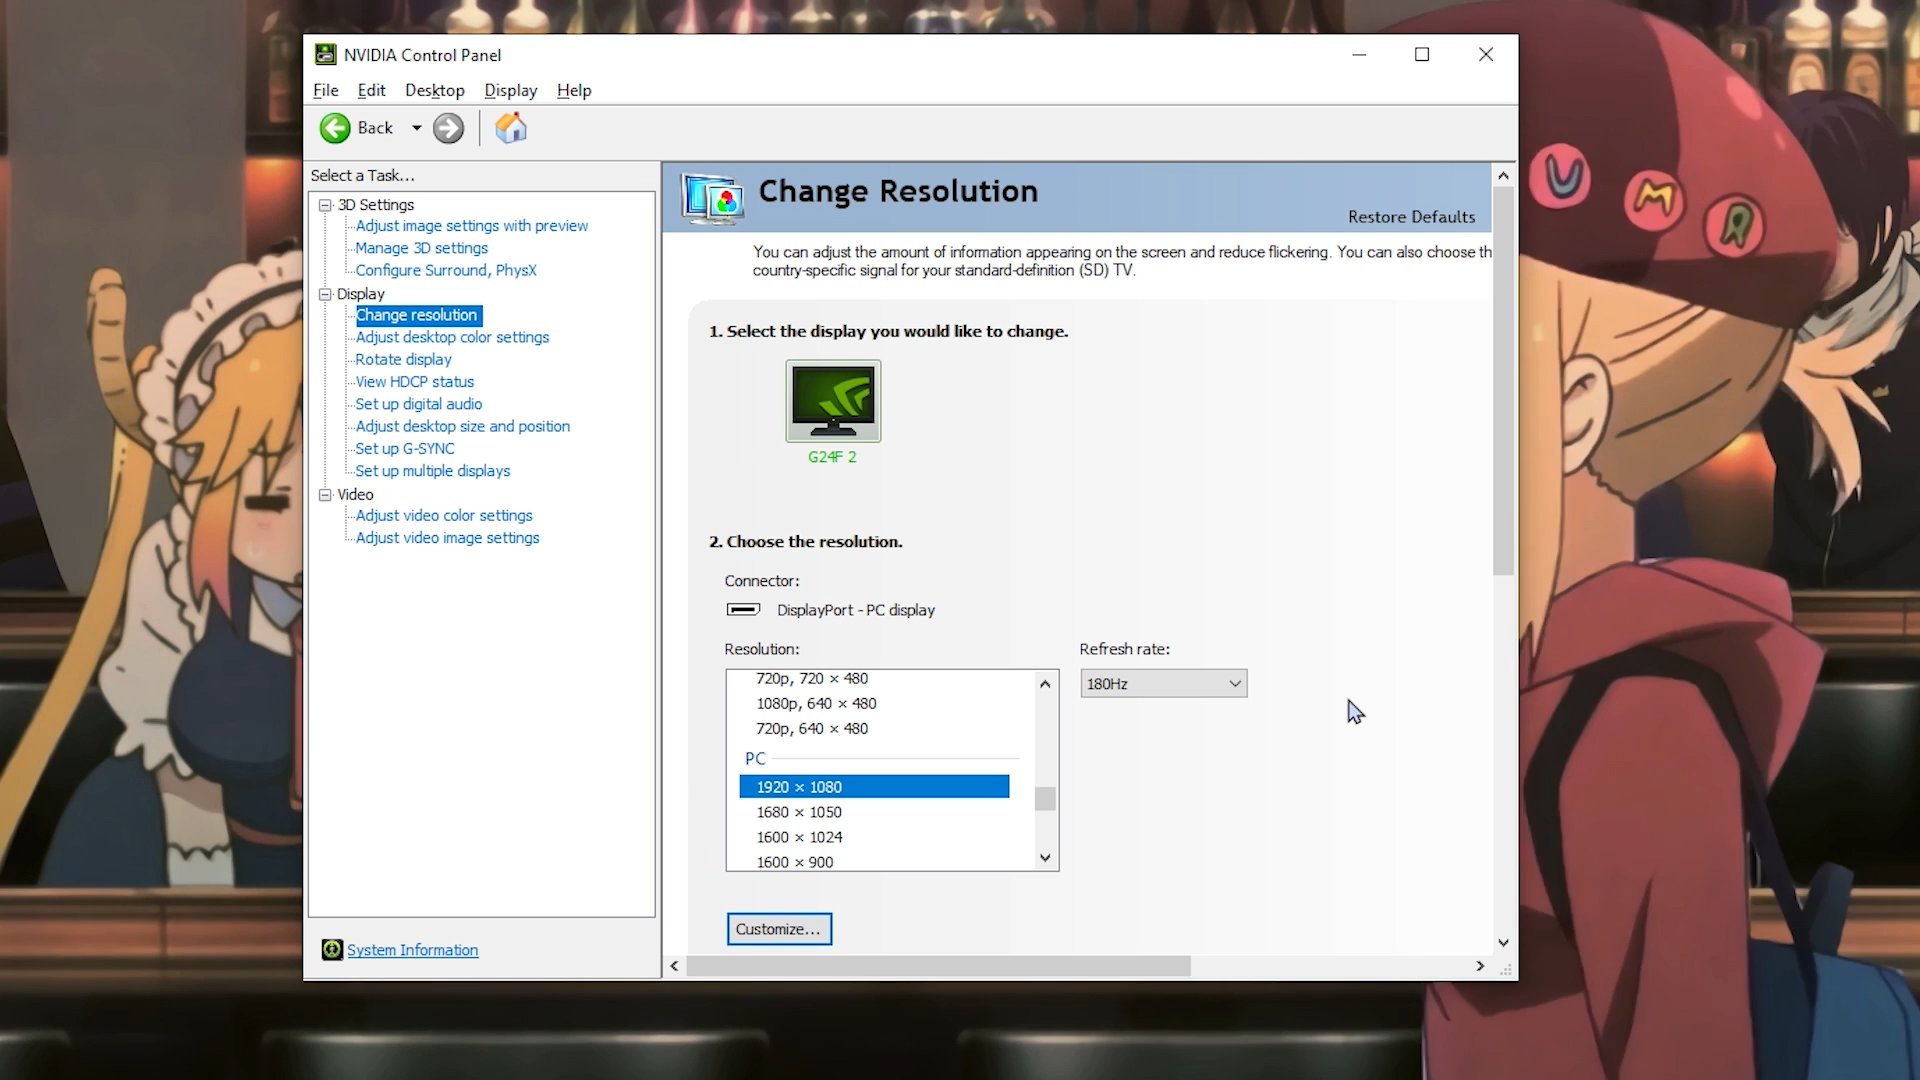 NVIDIA Control Panel
File Edit Desktop Display Help
Back
Select a Task...
3D Settings
Adjust image settings with preview
Manage 3D settings
Configure Surround, PhysX
Display
Change resolution
Adjust desktop color settings
Rotate display
View HDCP status
Set up digital audio
Adjust desktop size and position
Set up G-SYNC
Set up multiple displays
Video
Adjust video color settings
Adjust video image settings
System Information
Change Resolution
Restore Defaults
You can adjust the amount of information appearing on the screen and reduce flickering. You can also choose th
country-specific signal for your standard-definition (SD) TV.
1. Select the display you would like to change.
G24F 2
2. Choose the resolution.
Connector:
DisplayPort - PC display
Resolution:
720p, 720 × 480
1080p, 640 × 480
720p, 640 × 480
PC
1920 × 1080
1680 × 1050
1600 × 1024
1600 × 900
Refresh rate:
180Hz
Customize...
U M R